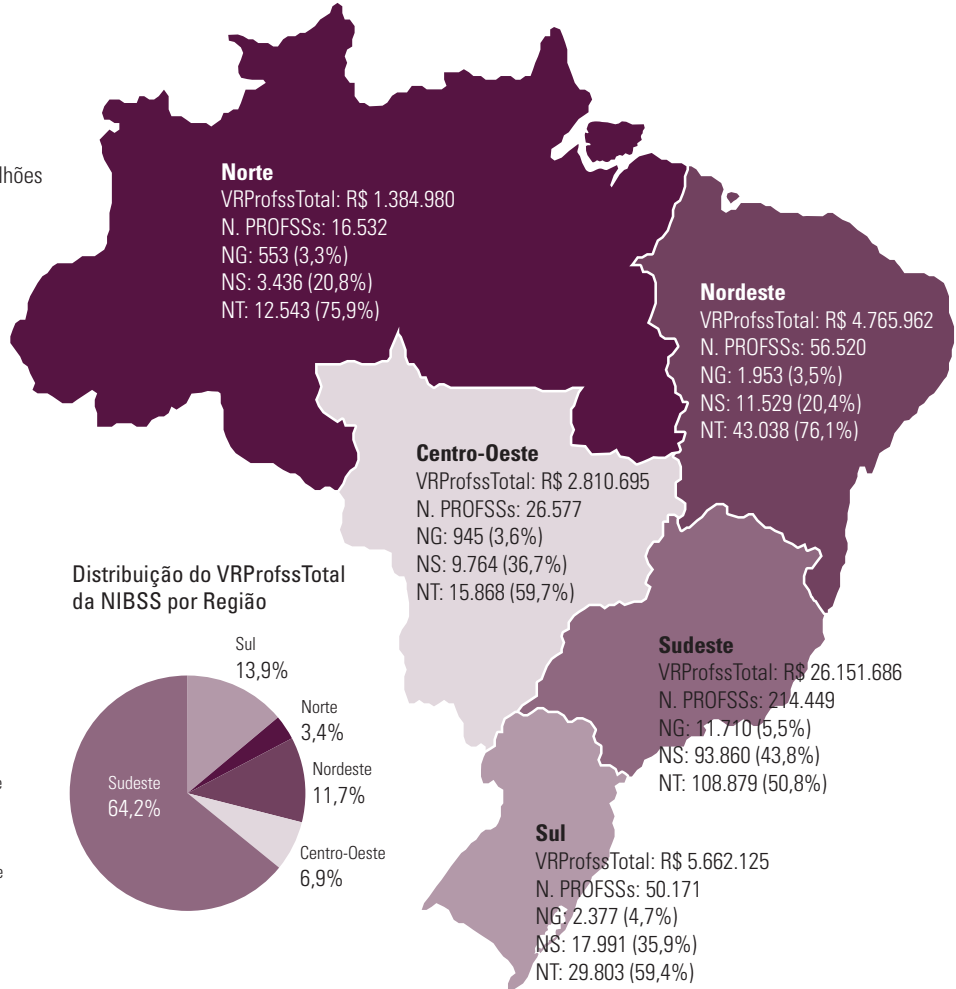 lhões
Norte
VRProfssTotal: R$ 1.384.980
N. PROFSSs: 16.532
NG: 553 (3,3%)
NS: 3.436 (20,8%)
NT: 12.543 (75,9%)
Nordeste
VRProfssTotal: R$ 4.765.962
N. PROFSSs: 56.520
NG: 1.953 (3,5%)
NS: 11.529 (20,4%)
NT: 43.038 (76,1%)
Centro-Oeste
VRProfssTotal: R$ 2.810.695
N. PROFSSs: 26.577
NG: 945 (3,6%)
NS: 9.764 (36,7%)
NT: 15.868 (59,7%)
Sudeste
VRProfssTotal: R$ 26.151.686
N. PROFSSs: 214.449
NG: 11.710 (5,5%)
NS: 93.860 (43,8%)
NT: 108.879 (50,8%)
Sul
VRProfssTotal: R$ 5.662.125
N. PROFSSs: 50.171
NG: 2.377 (4,7%)
NS: 17.991 (35,9%)
NT: 29.803 (59,4%)
Distribuição do VRProfssTotal
da NIBSS por Região
Sul
13,9%
Norte
3,4%
Nordeste
11,7%
Centro-Oeste
6,9%
Sudeste
64,2%
e
e